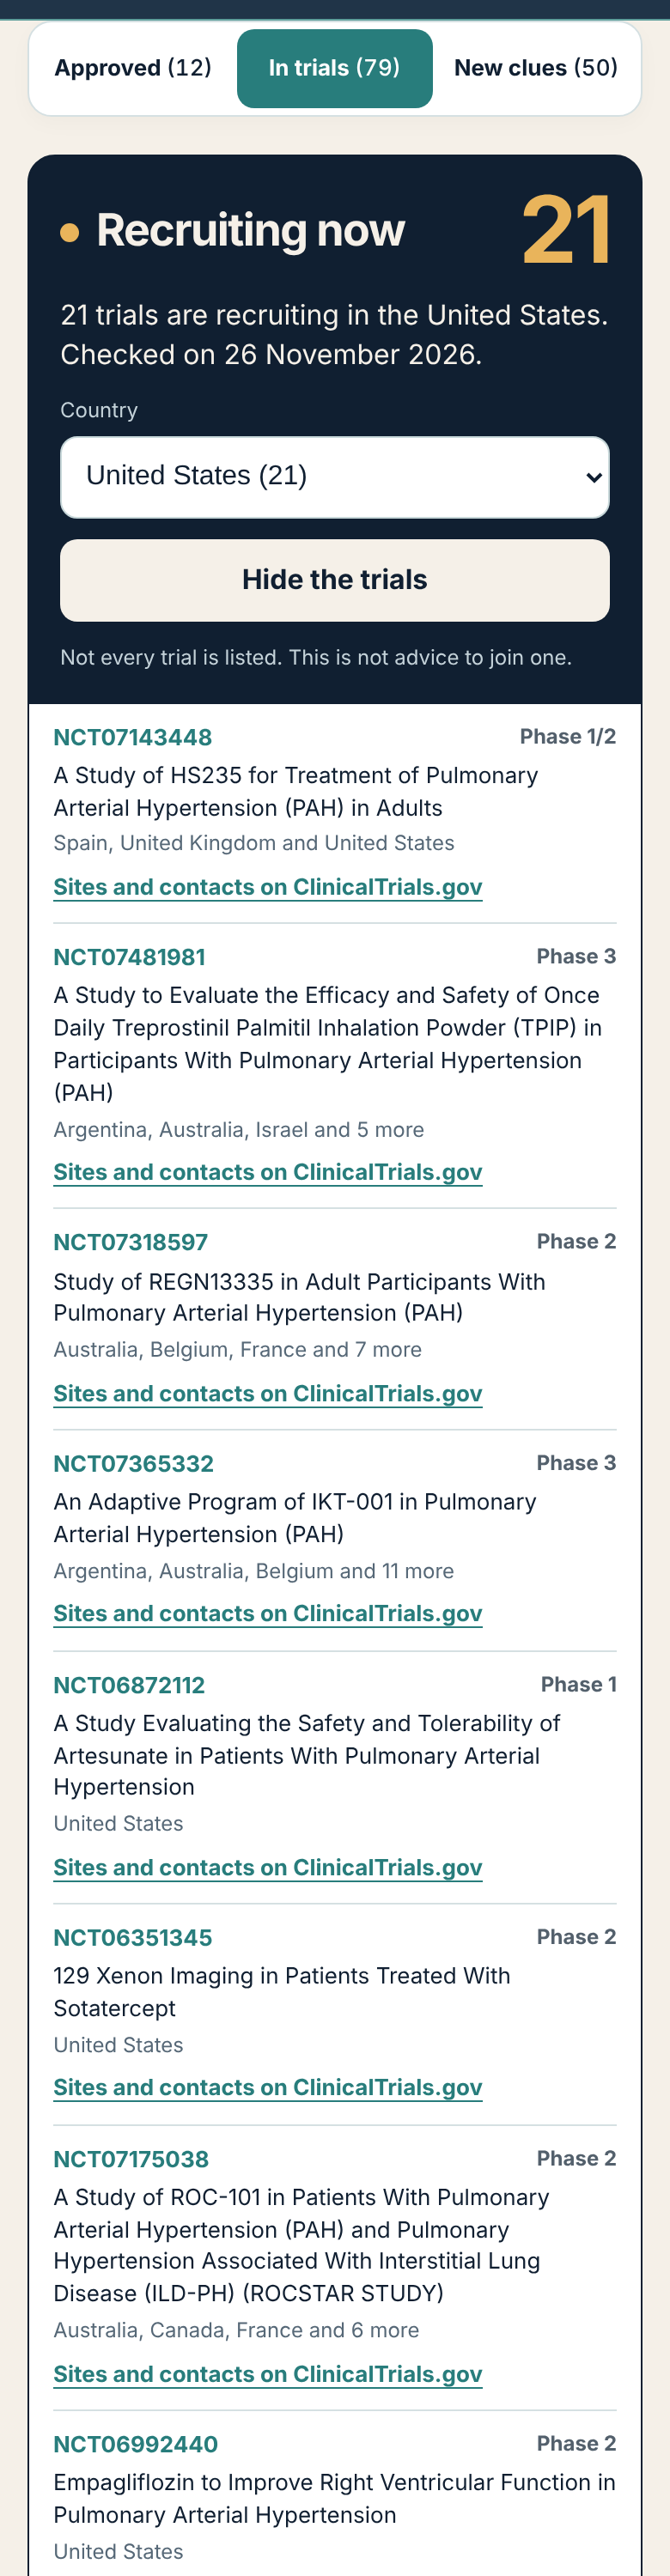 Approved (12)
In trials (79)
New clues (50)
Recruiting now
21
21 trials are recruiting in the United States.
Checked on 26 November 2026.
Country
United States (21)
Hide the trials
Not every trial is listed. This is not advice to join one.
NCT07143448
Phase 1/2
A Study of HS235 for Treatment of Pulmonary
Arterial Hypertension (PAH) in Adults
Spain, United Kingdom and United States
Sites and contacts on ClinicalTrials.gov
NCT07481981
Phase 3
A Study to Evaluate the Efficacy and Safety of Once
Daily Treprostinil Palmitil Inhalation Powder (TPIP) in
Participants With Pulmonary Arterial Hypertension
(PAH)
Argentina, Australia, Israel and 5 more
Sites and contacts on ClinicalTrials.gov
NCT07318597
Phase 2
Study of REGN13335 in Adult Participants With
Pulmonary Arterial Hypertension (PAH)
Australia, Belgium, France and 7 more
Sites and contacts on ClinicalTrials.gov
NCT07365332
Phase 3
An Adaptive Program of IKT-001 in Pulmonary
Arterial Hypertension (PAH)
Argentina, Australia, Belgium and 11 more
Sites and contacts on ClinicalTrials.gov
NCT06872112
Phase 1
A Study Evaluating the Safety and Tolerability of
Artesunate in Patients With Pulmonary Arterial
Hypertension
United States
Sites and contacts on ClinicalTrials.gov
NCT06351345
Phase 2
129 Xenon Imaging in Patients Treated With
Sotatercept
United States
Sites and contacts on ClinicalTrials.gov
NCT07175038
Phase 2
A Study of ROC-101 in Patients With Pulmonary
Arterial Hypertension (PAH) and Pulmonary
Hypertension Associated With Interstitial Lung
Disease (ILD-PH) (ROCSTAR STUDY)
Australia, Canada, France and 6 more
Sites and contacts on ClinicalTrials.gov
NCT06992440
Phase 2
Empagliflozin to Improve Right Ventricular Function in
Pulmonary Arterial Hypertension
United States